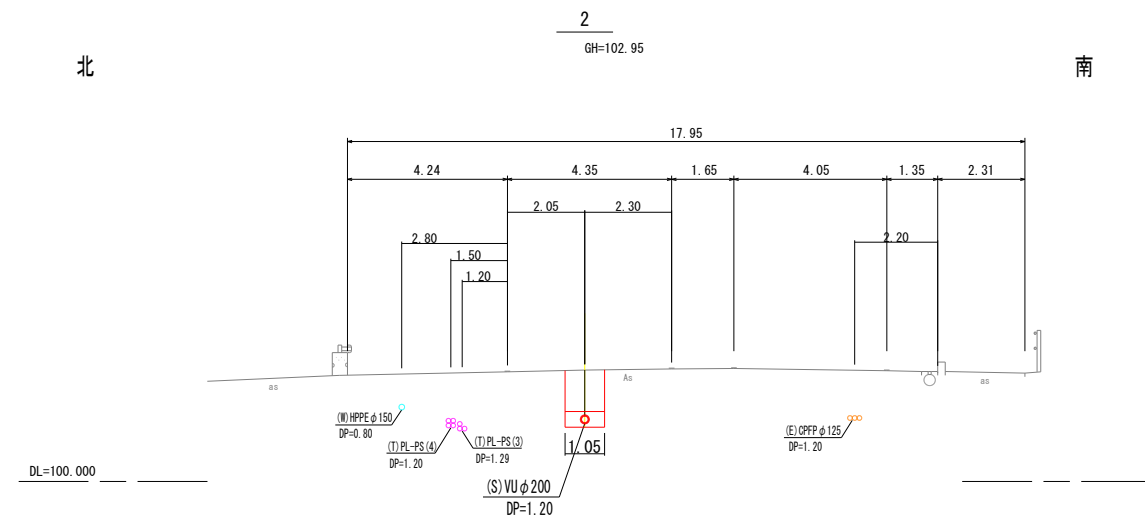 2
GH=102.95
北
南
17.95
4.24
4.35
1.65
4.05
1.35
2.31
2.05
2.30
2.80
2.20
1.50
1.20
as
As
as
(W)HPPEφ150
DP=0.80
(T)PL-PS(4)
DP=1.20
(T)PL-PS(3)
DP=1.29
1.05
(E)CPFPφ125
DP=1.20
DL=100.000
(S)VUφ200
DP=1.20